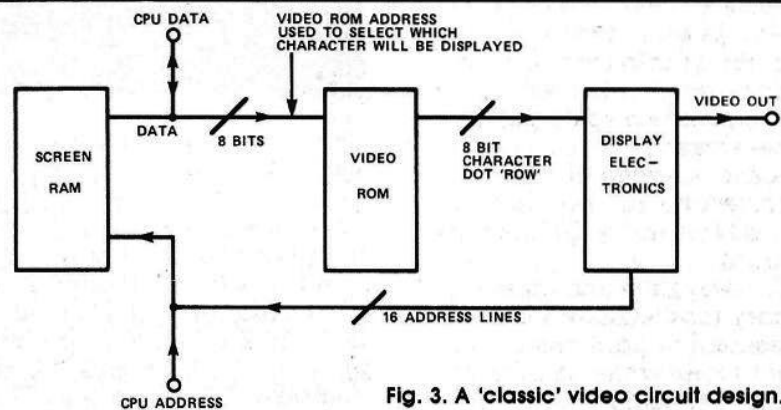 CPU DATA
VIDEO ROM ADDRESS
USED TO SELECT WHICH
CHARACTER WILL BE DISPLAYED
VIDEO OUT
DATA
8 BITS
SCREEN
RAM
VIDEO
ROM
8 BIT
CHARACTER
DOT 'ROW'
DISPLAY
ELEC–
TRONICS
16 ADDRESS LINES
CPU ADDRESS
Fig. 3. A 'classic' video circuit design.